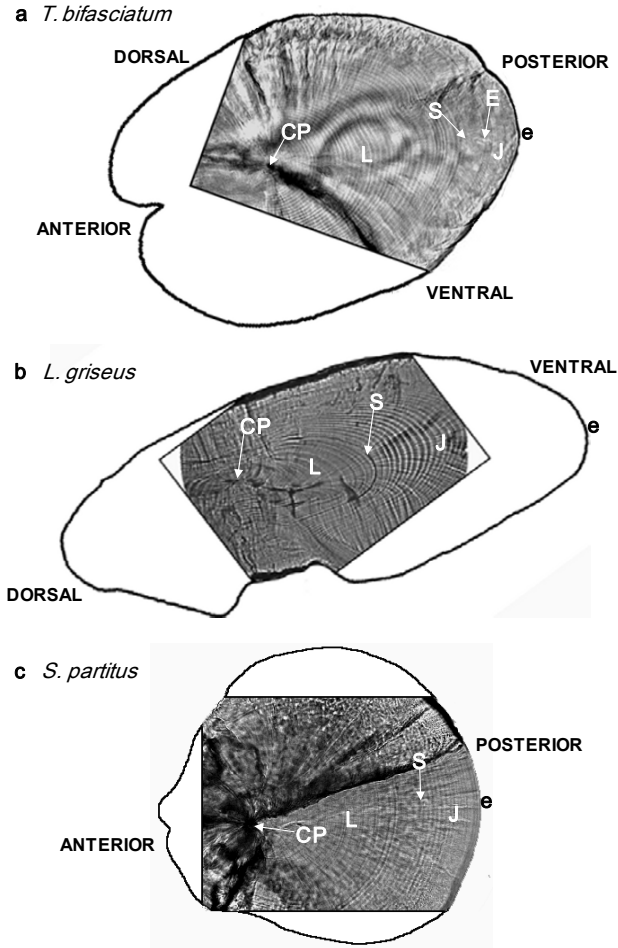 a T. bifasciatum
DORSAL
POSTERIOR
E
S
CP
e
L
J
ANTERIOR
VENTRAL
b L. griseus
VENTRAL
S
CP
e
J
L
DORSAL
c S. partitus
POSTERIOR
S
e
L
J
CP
ANTERIOR